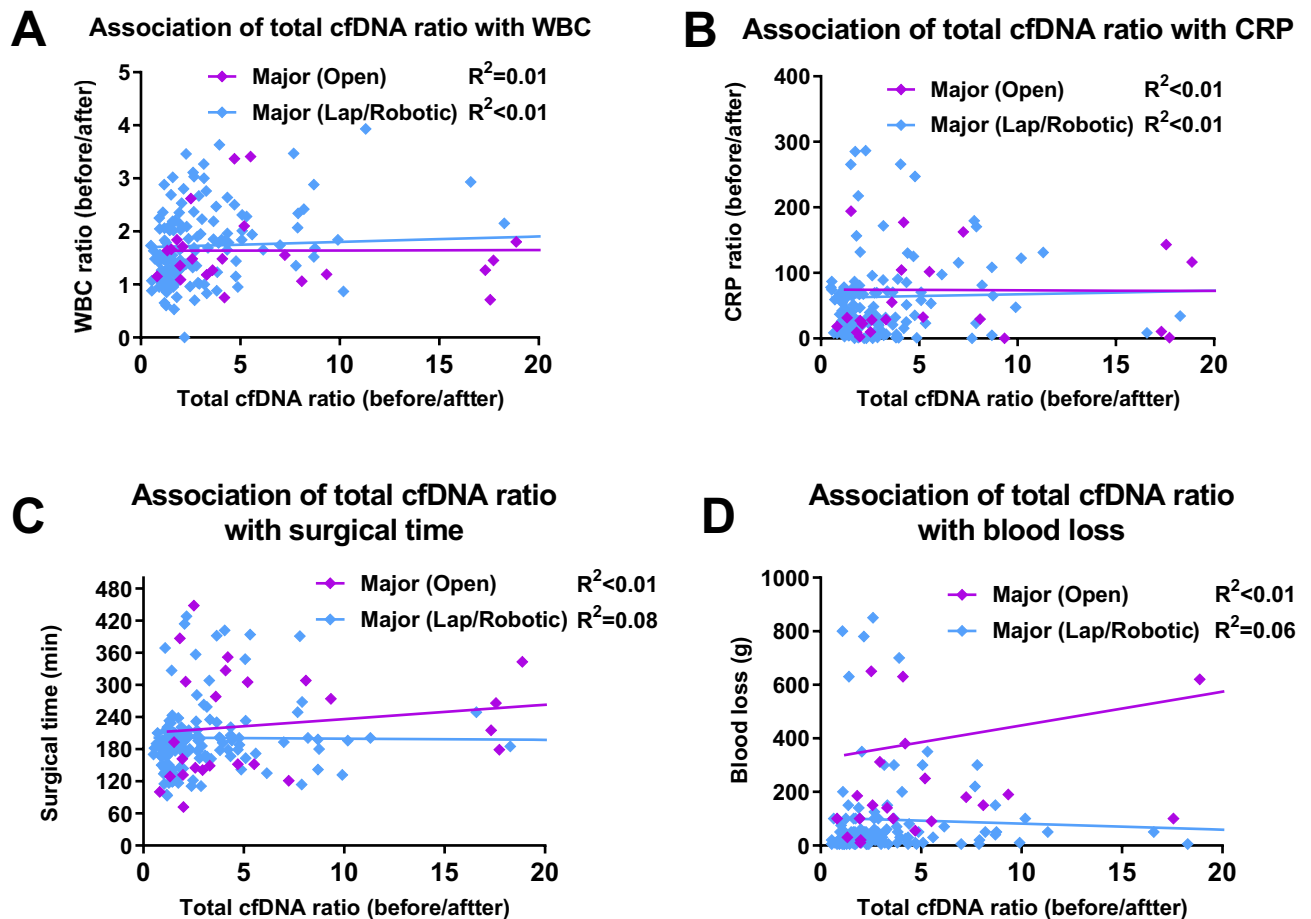 A
Association of total cfDNA ratio with WBC
Major (Open) R²=0.01
Major (Lap/Robotic) R²<0.01
WBC ratio (before/after)
5
4
3
2
1
0
0 5 10 15 20
Total cfDNA ratio (before/aftter)
B
Association of total cfDNA ratio with CRP
Major (Open) R²<0.01
Major (Lap/Robotic) R²<0.01
CRP ratio (before/after)
400
300
200
100
0
0 5 10 15 20
Total cfDNA ratio (before/aftter)
C
Association of total cfDNA ratio
with surgical time
Major (Open) R²<0.01
Major (Lap/Robotic) R²=0.08
Surgical time (min)
480
420
360
300
240
180
120
60
0
0 5 10 15 20
Total cfDNA ratio (before/aftter)
D
Association of total cfDNA ratio
with blood loss
Major (Open) R²<0.01
Major (Lap/Robotic) R²=0.06
Blood loss (g)
1000
800
600
400
200
0
0 5 10 15 20
Total cfDNA ratio (before/aftter)